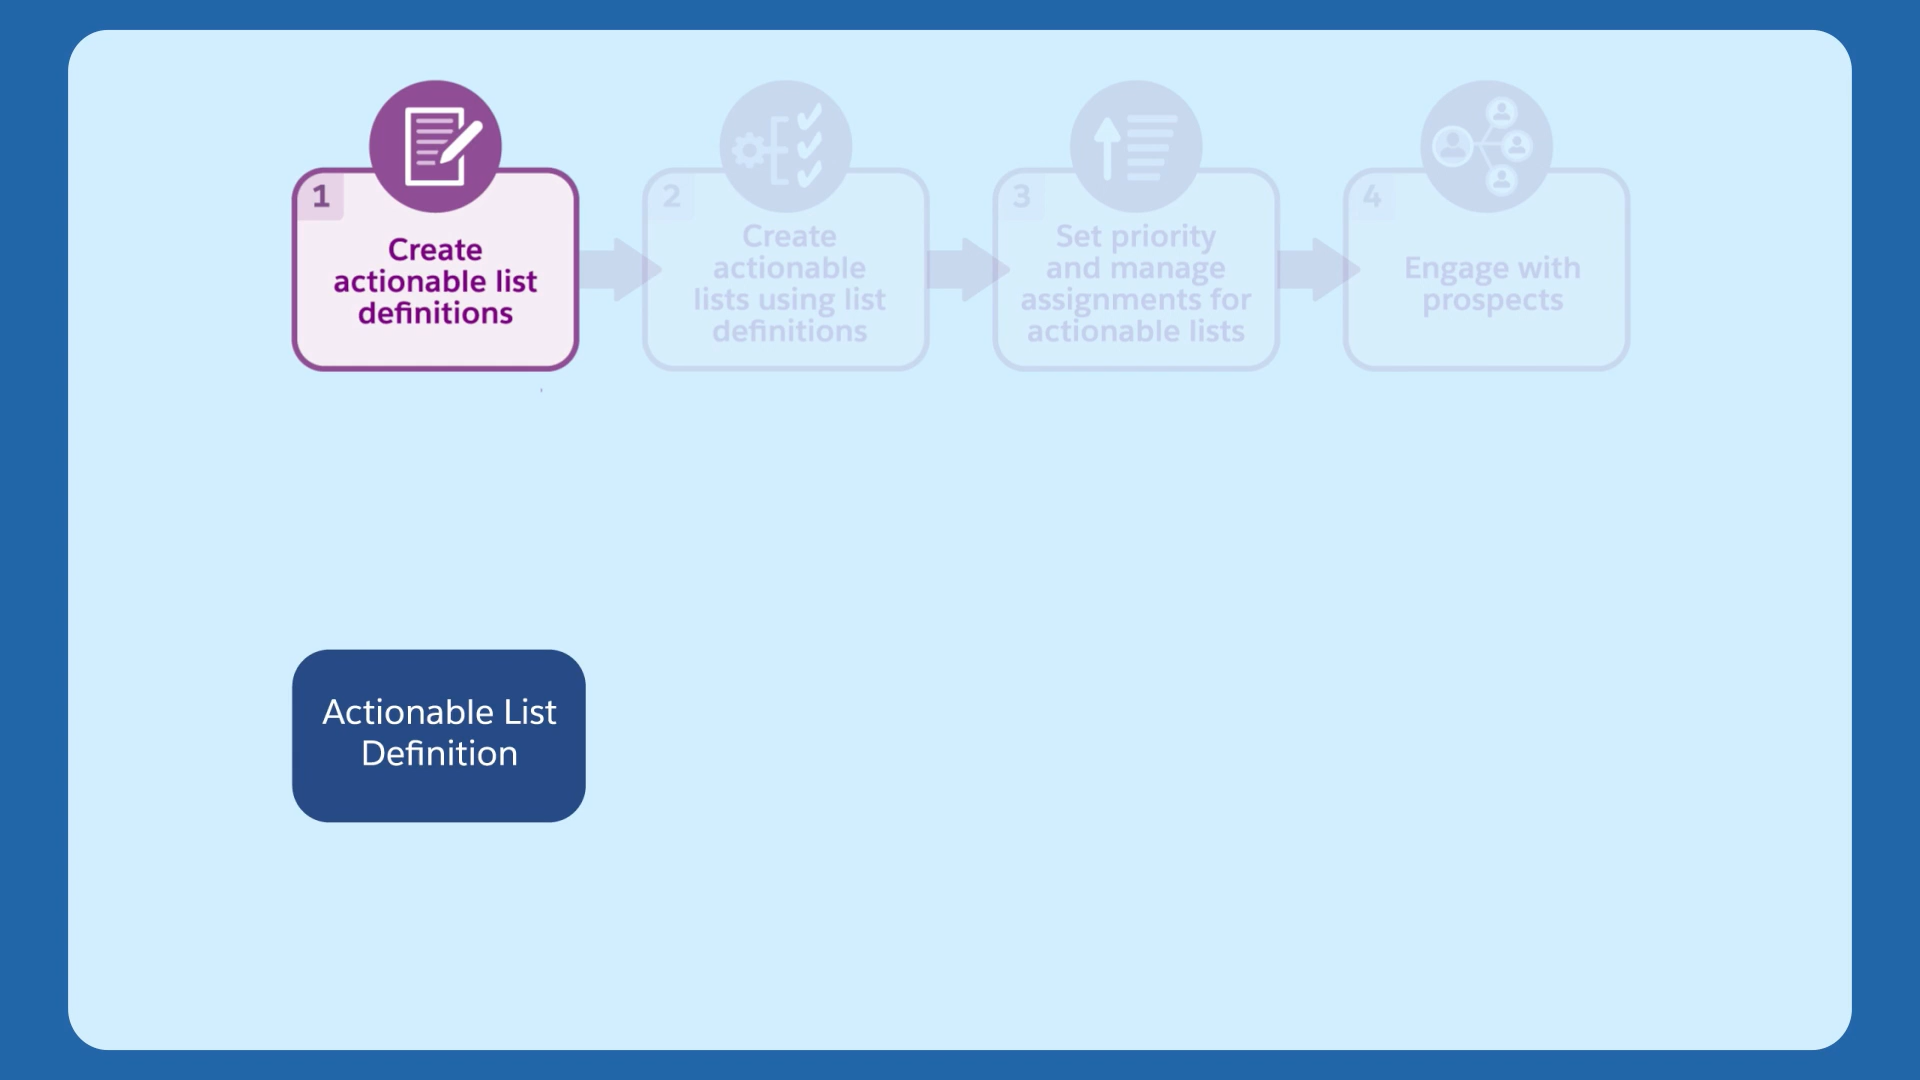 1
Create
actionable list
definitions
2
Create
actionable
lists using list
definitions
3
Set priority
and manage
assignments for
actionable lists
4
Engage with
prospects
Actionable List
Definition